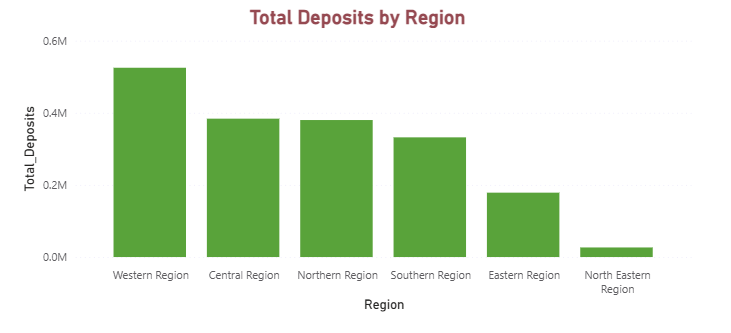 Total Deposits by Region
0.6M
0.4M
0.2M
0.0M
Total_Deposits
Western Region
Central Region
Northern Region
Southern Region
Eastern Region
North Eastern
Region
Region